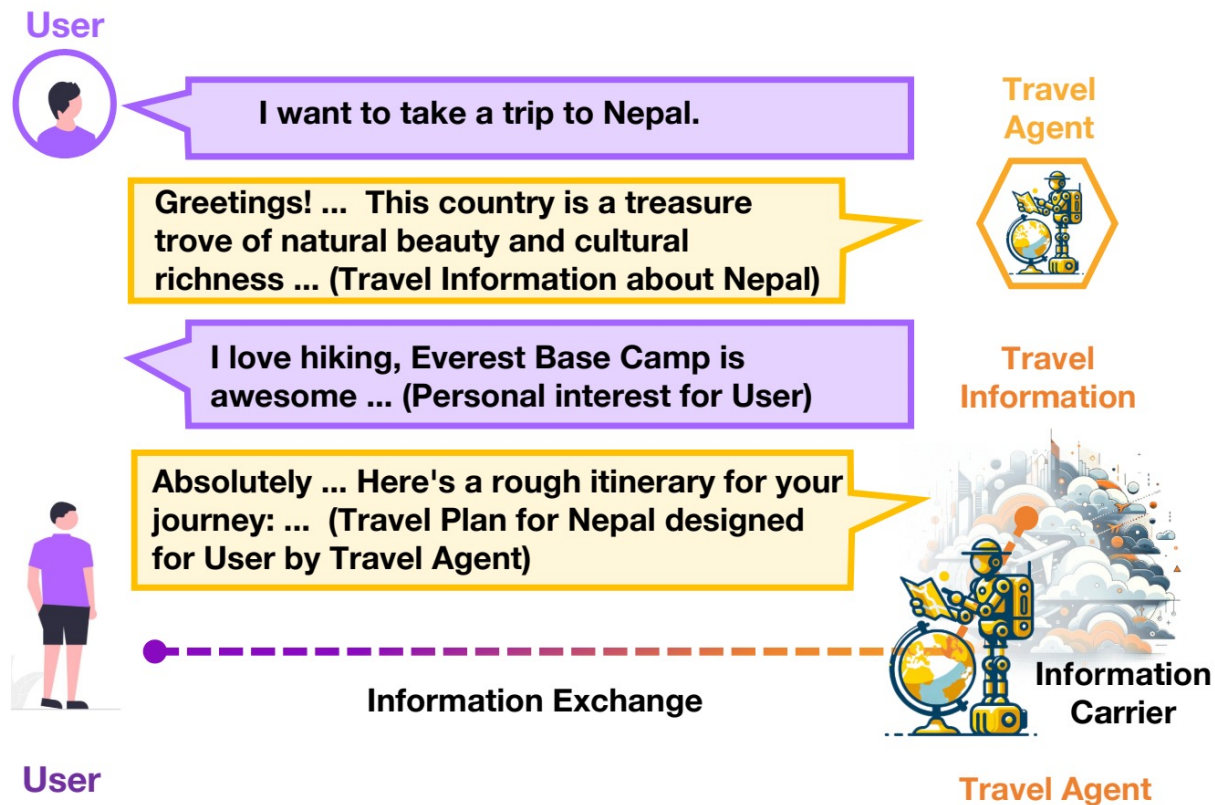 User
I want to take a trip to Nepal.
Travel
Agent
Greetings! ... This country is a treasure
trove of natural beauty and cultural
richness ... (Travel Information about Nepal)
I love hiking, Everest Base Camp is
awesome ... (Personal interest for User)
Travel
Information
Absolutely ... Here's a rough itinerary for your
journey: ... (Travel Plan for Nepal designed
for User by Travel Agent)
Information Exchange
Information
Carrier
User
Travel Agent